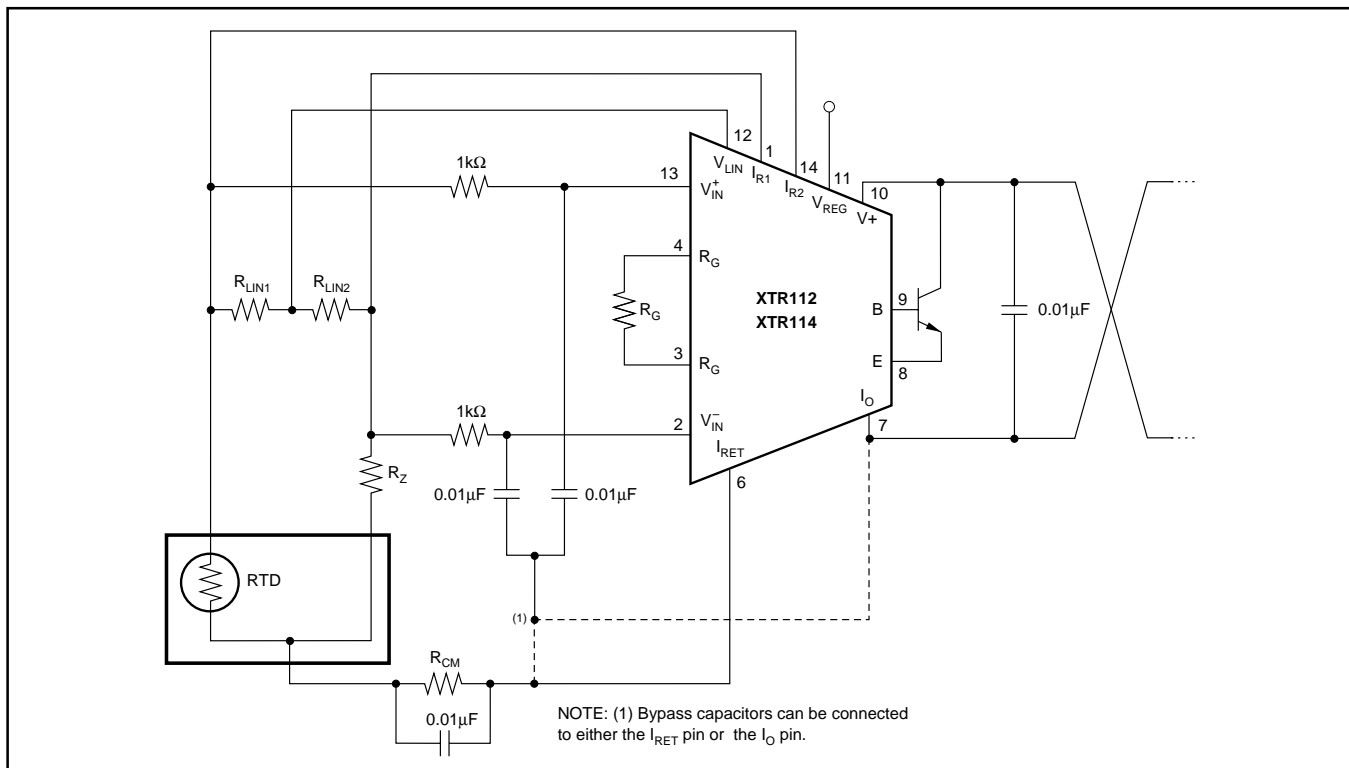 12
1
14
11
10
V_LIN
I_R1
I_R2
V_REG
V+
1kΩ
13
V_IN^+
4
R_G
R_LIN1
R_LIN2
R_G
XTR112
XTR114
B
9
0.01µF
3
R_G
E
8
1kΩ
2
V_IN^−
I_O
7
I_RET
6
R_Z
0.01µF
0.01µF
RTD
(1)
R_CM
0.01µF
NOTE: (1) Bypass capacitors can be connected
to either the I_RET pin or the I_O pin.